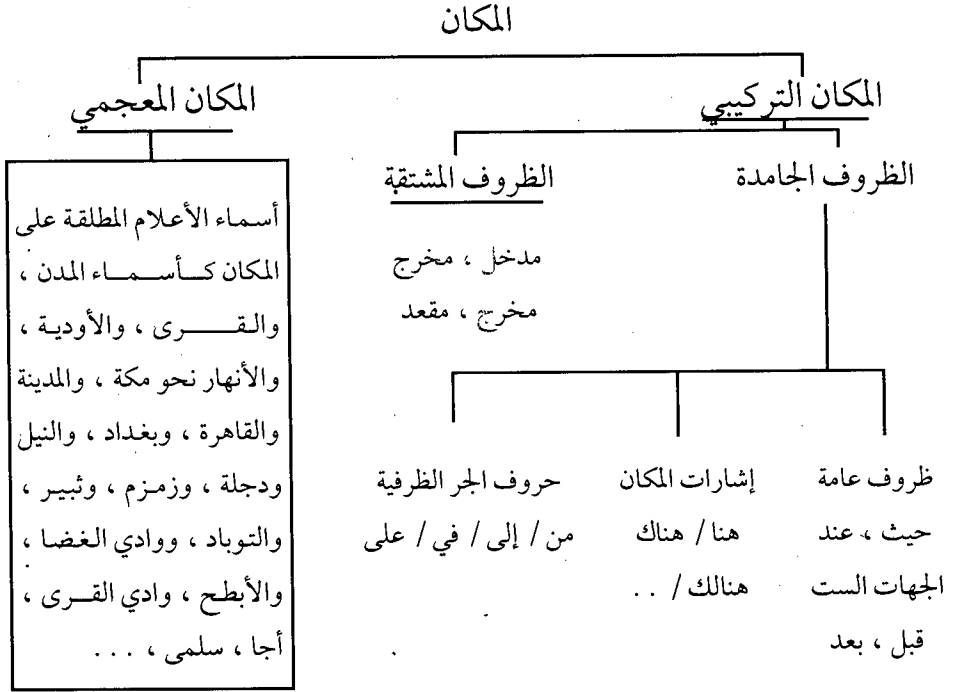 المكان
المكان التركيبي
المكان المعجمي
الظروف الجامدة
الظروف المشتقة
مدخل ، مخرج
مخرج ، مقعد
ظروف عامة
حيث ، عند
الجهات الست
قبل ، بعد
إشارات المكان
هنا / هناك
هنالك / . .
حروف الجر الظرفية
من / إلى / في / على
أسماء الأعلام المطلقة على
المكان كأسماء المدن ،
والقرى ، والأودية ،
والأنهار نحو مكة ، والمدينة
والقاهرة ، وبغداد ، والنيل
ودجلة ، وزمزم ، وثبير ،
والتوباد ، ووادي الغضا ،
والأبطح ، وادي القرى ،
أجا ، سلمى ، . . .